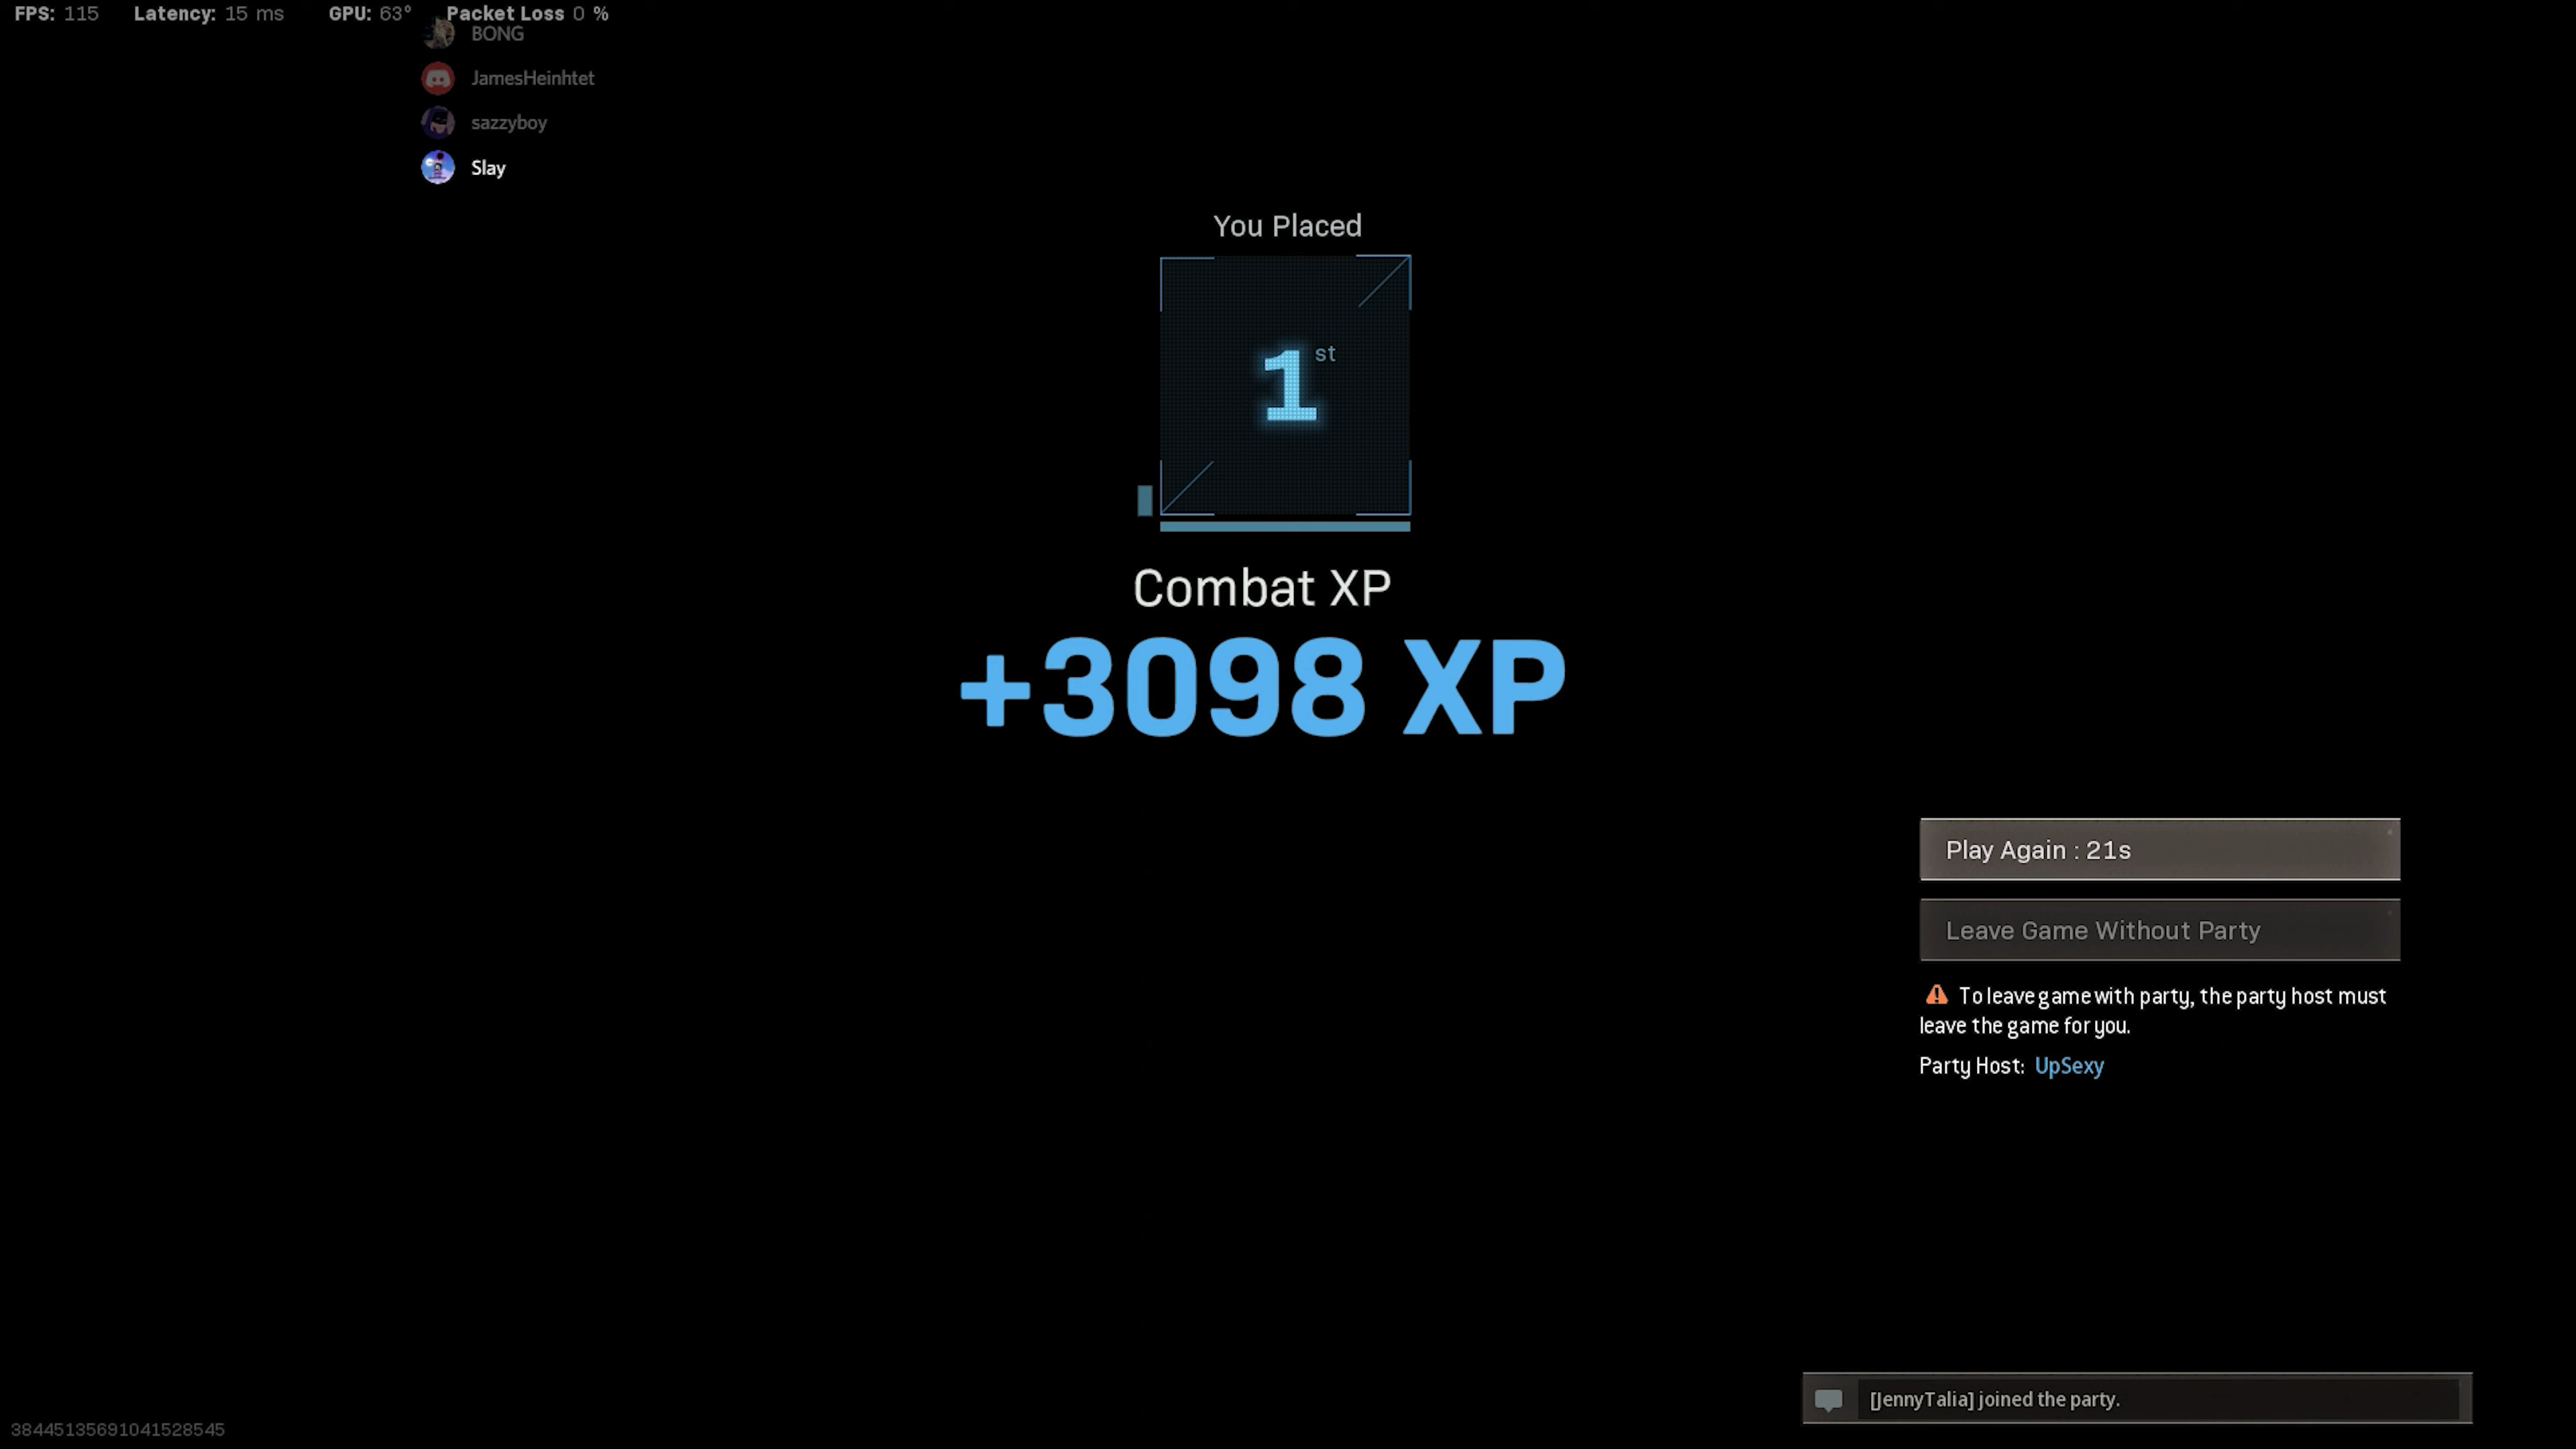 FPS: 115 Latency: 15 ms GPU: 63° Packet Loss 0 %
BONG
JamesHeinhtet
sazzyboy
Slay
You Placed
1st
Combat XP
+3098 XP
Play Again : 21s
Leave Game Without Party
To leave game with party, the party host must
leave the game for you.
Party Host: UpSexy
[JennyTalia] joined the party.
38445135691041528545